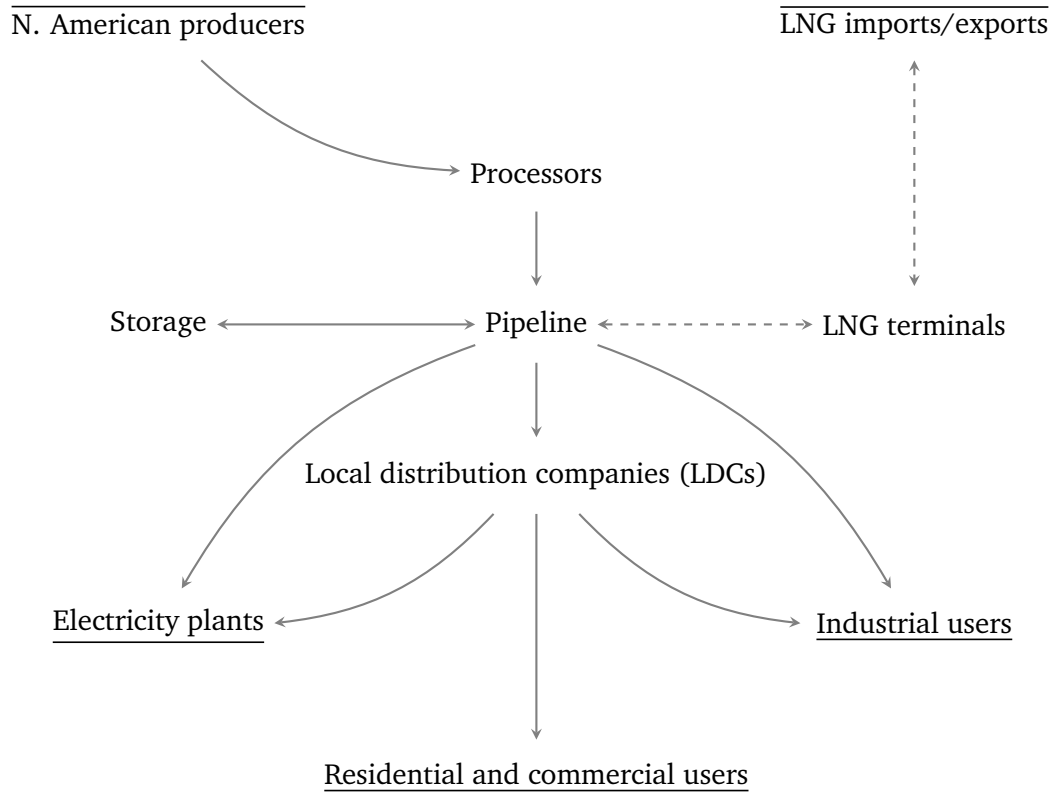 N. American producers
LNG imports/exports
Processors
Storage
Pipeline
LNG terminals
Local distribution companies (LDCs)
Electricity plants
Industrial users
Residential and commercial users